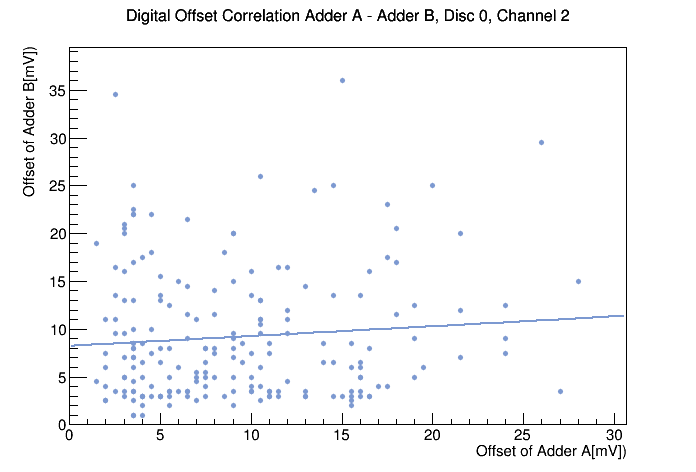 Digital Offset Correlation Adder A - Adder B, Disc 0, Channel 2
Offset of Adder B[mV])
35
30
25
20
15
10
5
0
0 5 10 15 20 25 30
Offset of Adder A[mV])